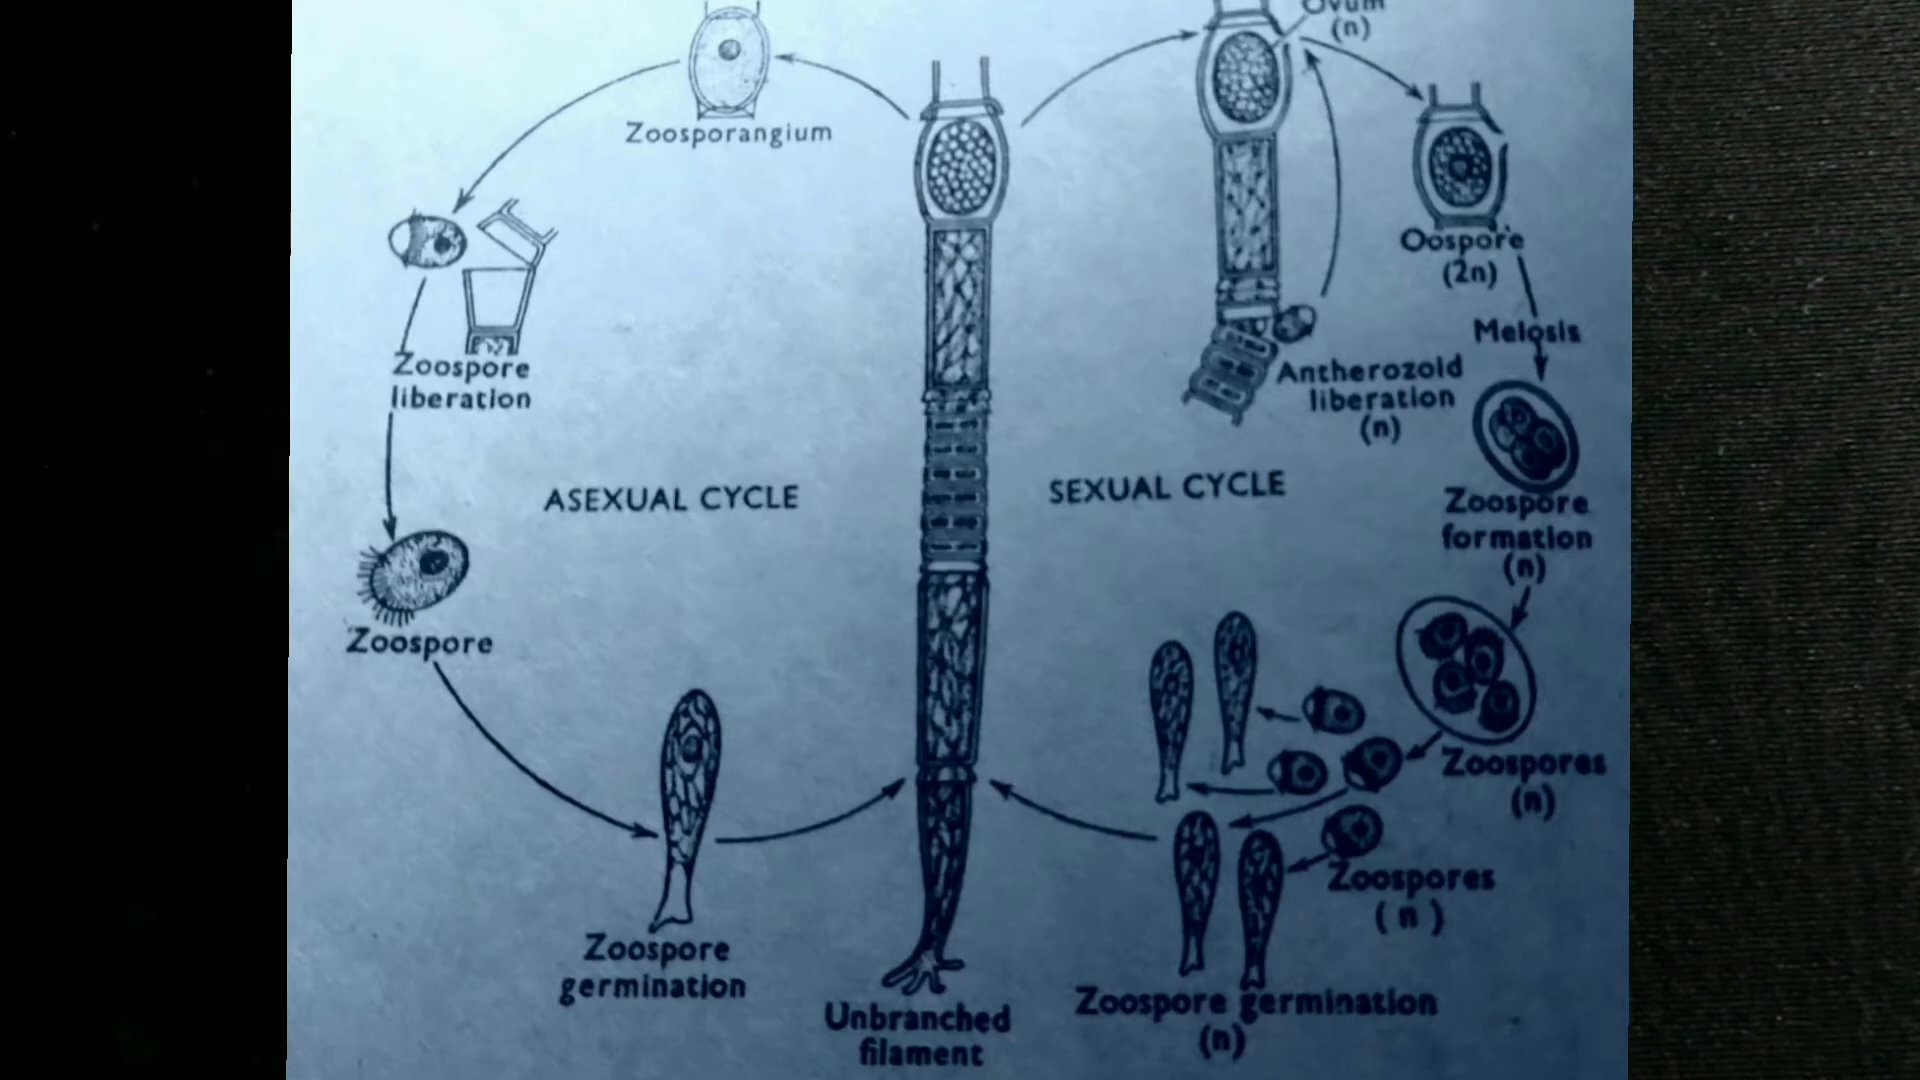 Ovum
(n)
Zoosporangium
Oospore
(2n)
Meiosis
Zoospore
liberation
Antherozoid
liberation
(n)
ASEXUAL CYCLE
SEXUAL CYCLE
Zoospore
formation
(n)
Zoospore
Zoospores
(n)
Zoospores
(n)
Zoospore
germination
Unbranched
filament
Zoospore germination
(n)